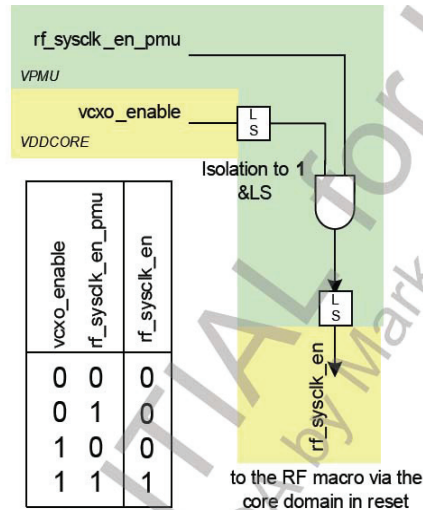 rf_sysclk_en_pmu
VPMU
vcxo_enable
VDDCORE
L
S
Isolation to 1
&LS
L
S
rf_sysclk_en
to the RF macro via the
core domain in reset
vcxo_enable
rf_sysclk_en_pmu
rf_sysclk_en
0 0 0
0 1 0
1 0 0
1 1 1